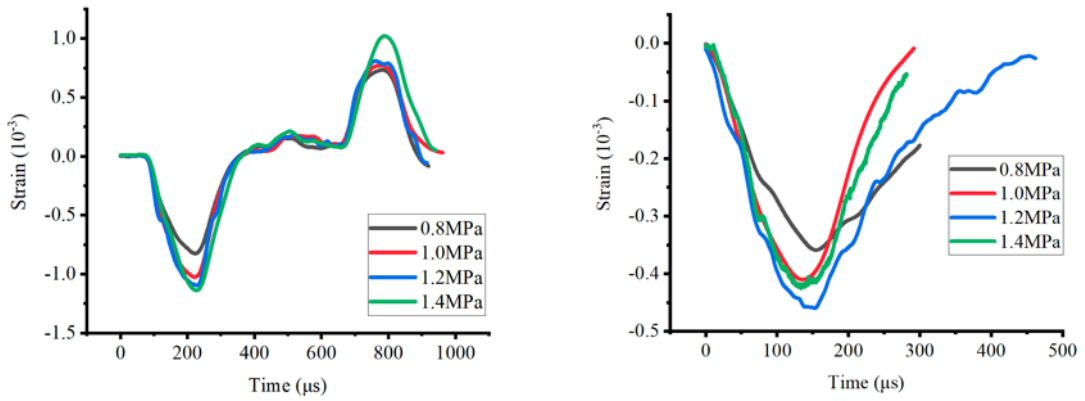 1.0
0.5
0.0
-0.5
-1.0
-1.5
Strain (10⁻³)
0 200 400 600 800 1000
Time (μs)
0.8MPa
1.0MPa
1.2MPa
1.4MPa
0.0
-0.1
-0.2
-0.3
-0.4
-0.5
Strain (10⁻³)
0 100 200 300 400 500
Time (μs)
0.8MPa
1.0MPa
1.2MPa
1.4MPa